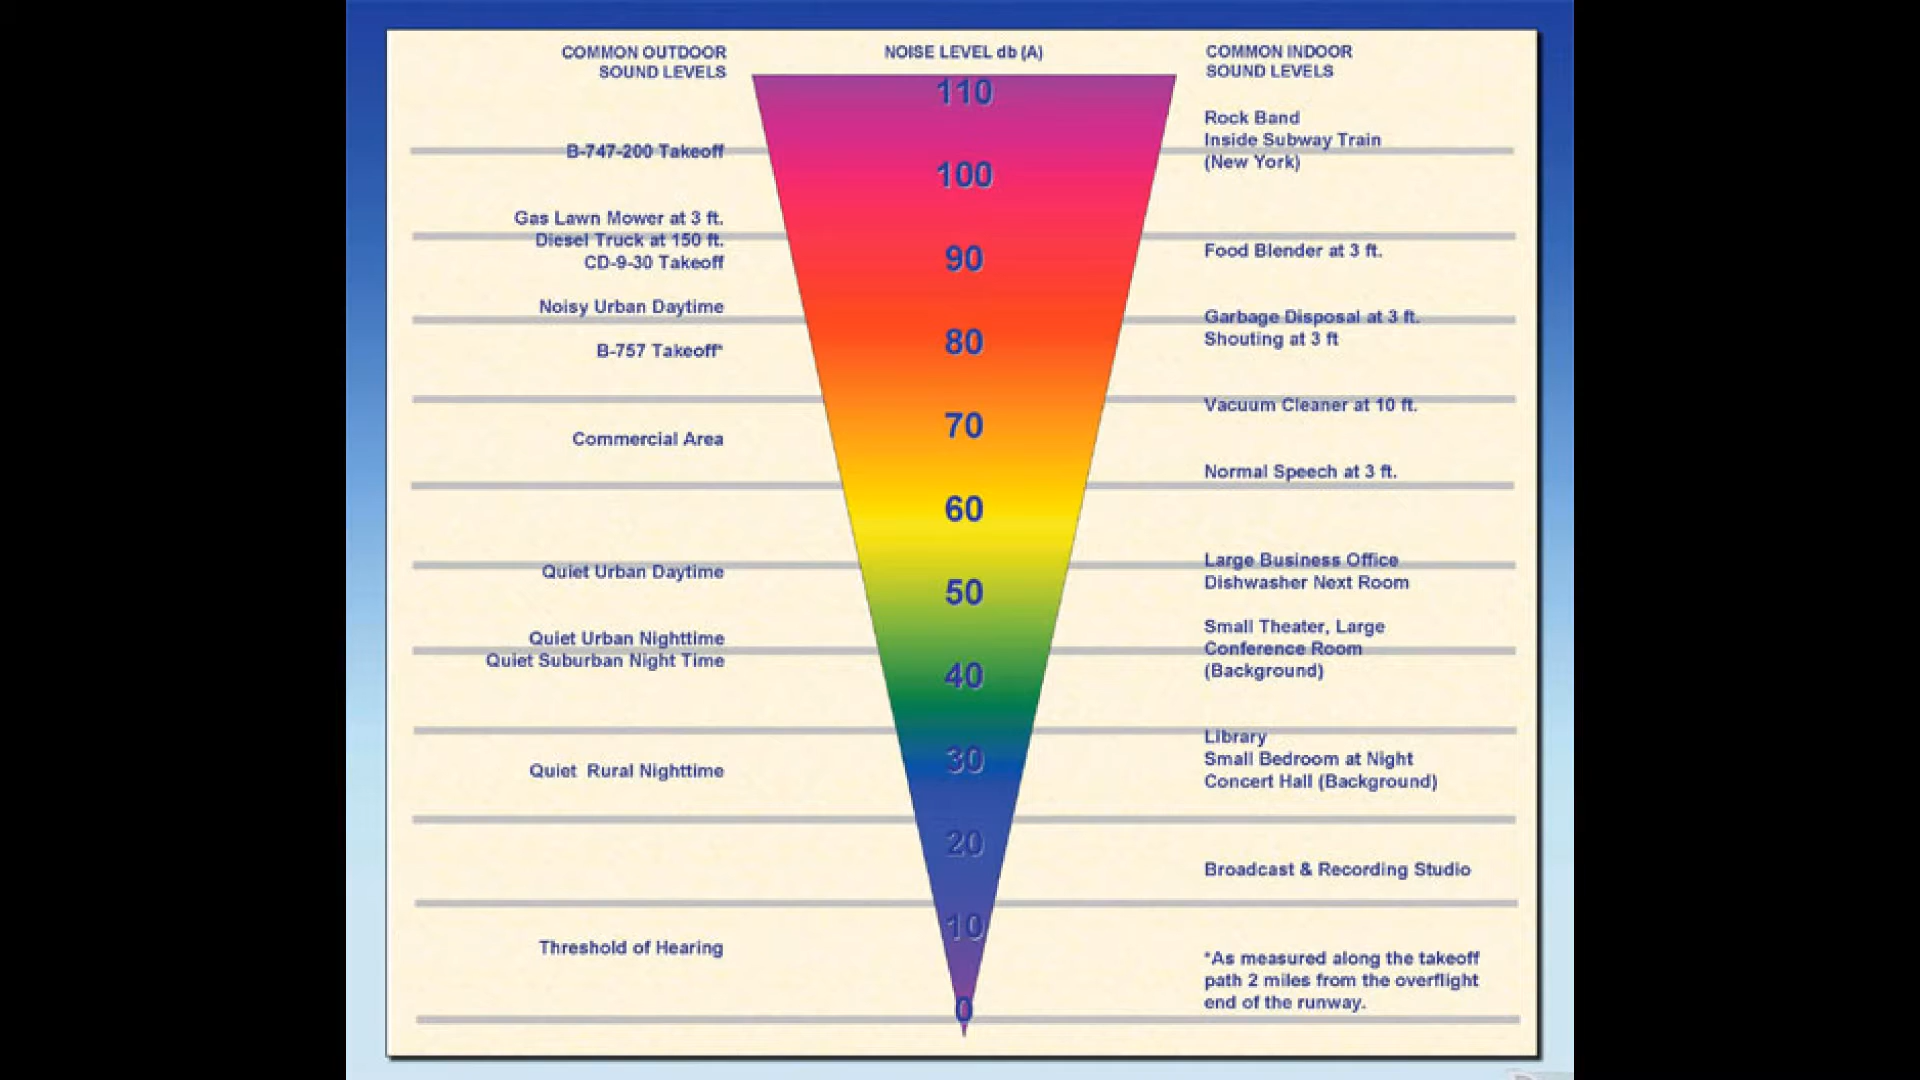 COMMON OUTDOOR
SOUND LEVELS
NOISE LEVEL db (A)
COMMON INDOOR
SOUND LEVELS
110
Rock Band
Inside Subway Train
(New York)
B-747-200 Takeoff
100
Gas Lawn Mower at 3 ft.
Diesel Truck at 150 ft.
CD-9-30 Takeoff
90
Food Blender at 3 ft.
Noisy Urban Daytime
Garbage Disposal at 3 ft.
Shouting at 3 ft
80
B-757 Takeoff*
Vacuum Cleaner at 10 ft.
70
Commercial Area
Normal Speech at 3 ft.
60
Large Business Office
Dishwasher Next Room
Quiet Urban Daytime
50
Small Theater, Large
Conference Room
(Background)
Quiet Urban Nighttime
Quiet Suburban Night Time
40
Library
Small Bedroom at Night
Concert Hall (Background)
30
Quiet  Rural Nighttime
20
Broadcast & Recording Studio
10
Threshold of Hearing
*As measured along the takeoff
path 2 miles from the overflight
end of the runway.
0